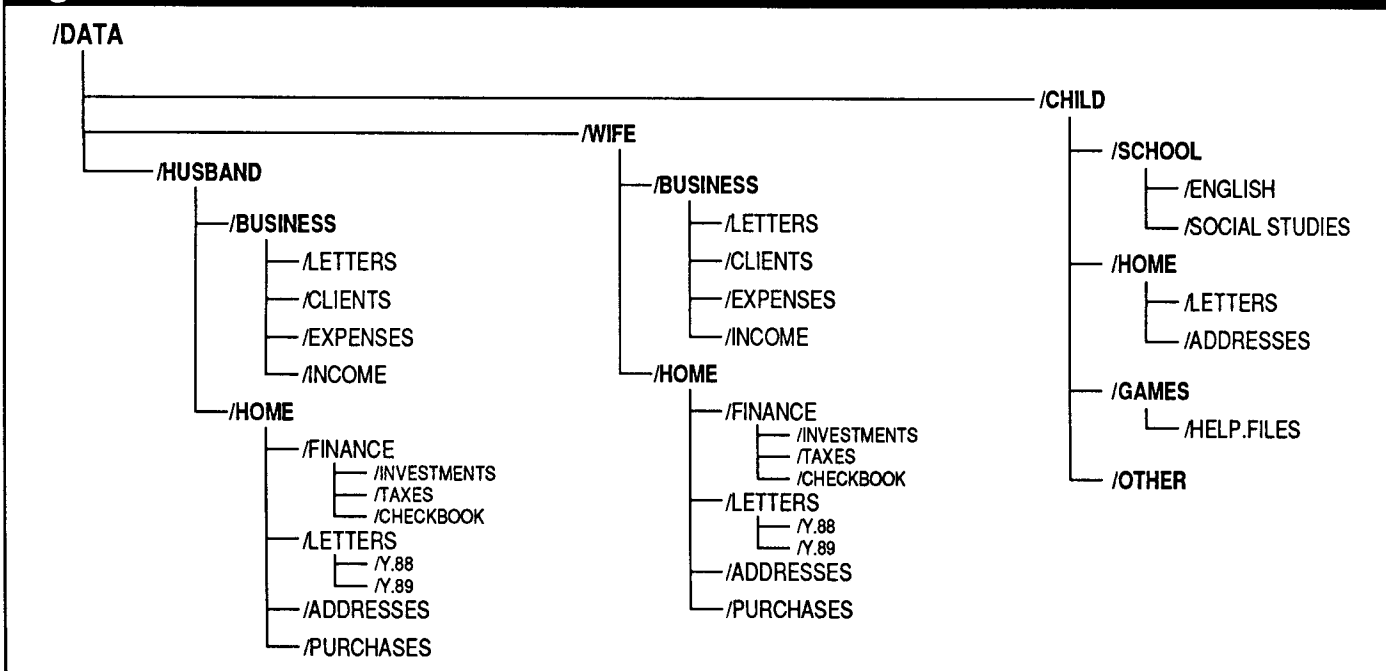 /DATA
/HUSBAND
/BUSINESS
/LETTERS
/CLIENTS
/EXPENSES
/INCOME
/HOME
/FINANCE
/INVESTMENTS
/TAXES
/CHECKBOOK
/LETTERS
/Y.88
/Y.89
/ADDRESSES
/PURCHASES
/WIFE
/BUSINESS
/LETTERS
/CLIENTS
/EXPENSES
/INCOME
/HOME
/FINANCE
/INVESTMENTS
/TAXES
/CHECKBOOK
/LETTERS
/Y.88
/Y.89
/ADDRESSES
/PURCHASES
/CHILD
/SCHOOL
/ENGLISH
/SOCIAL STUDIES
/HOME
/LETTERS
/ADDRESSES
/GAMES
/HELP.FILES
/OTHER